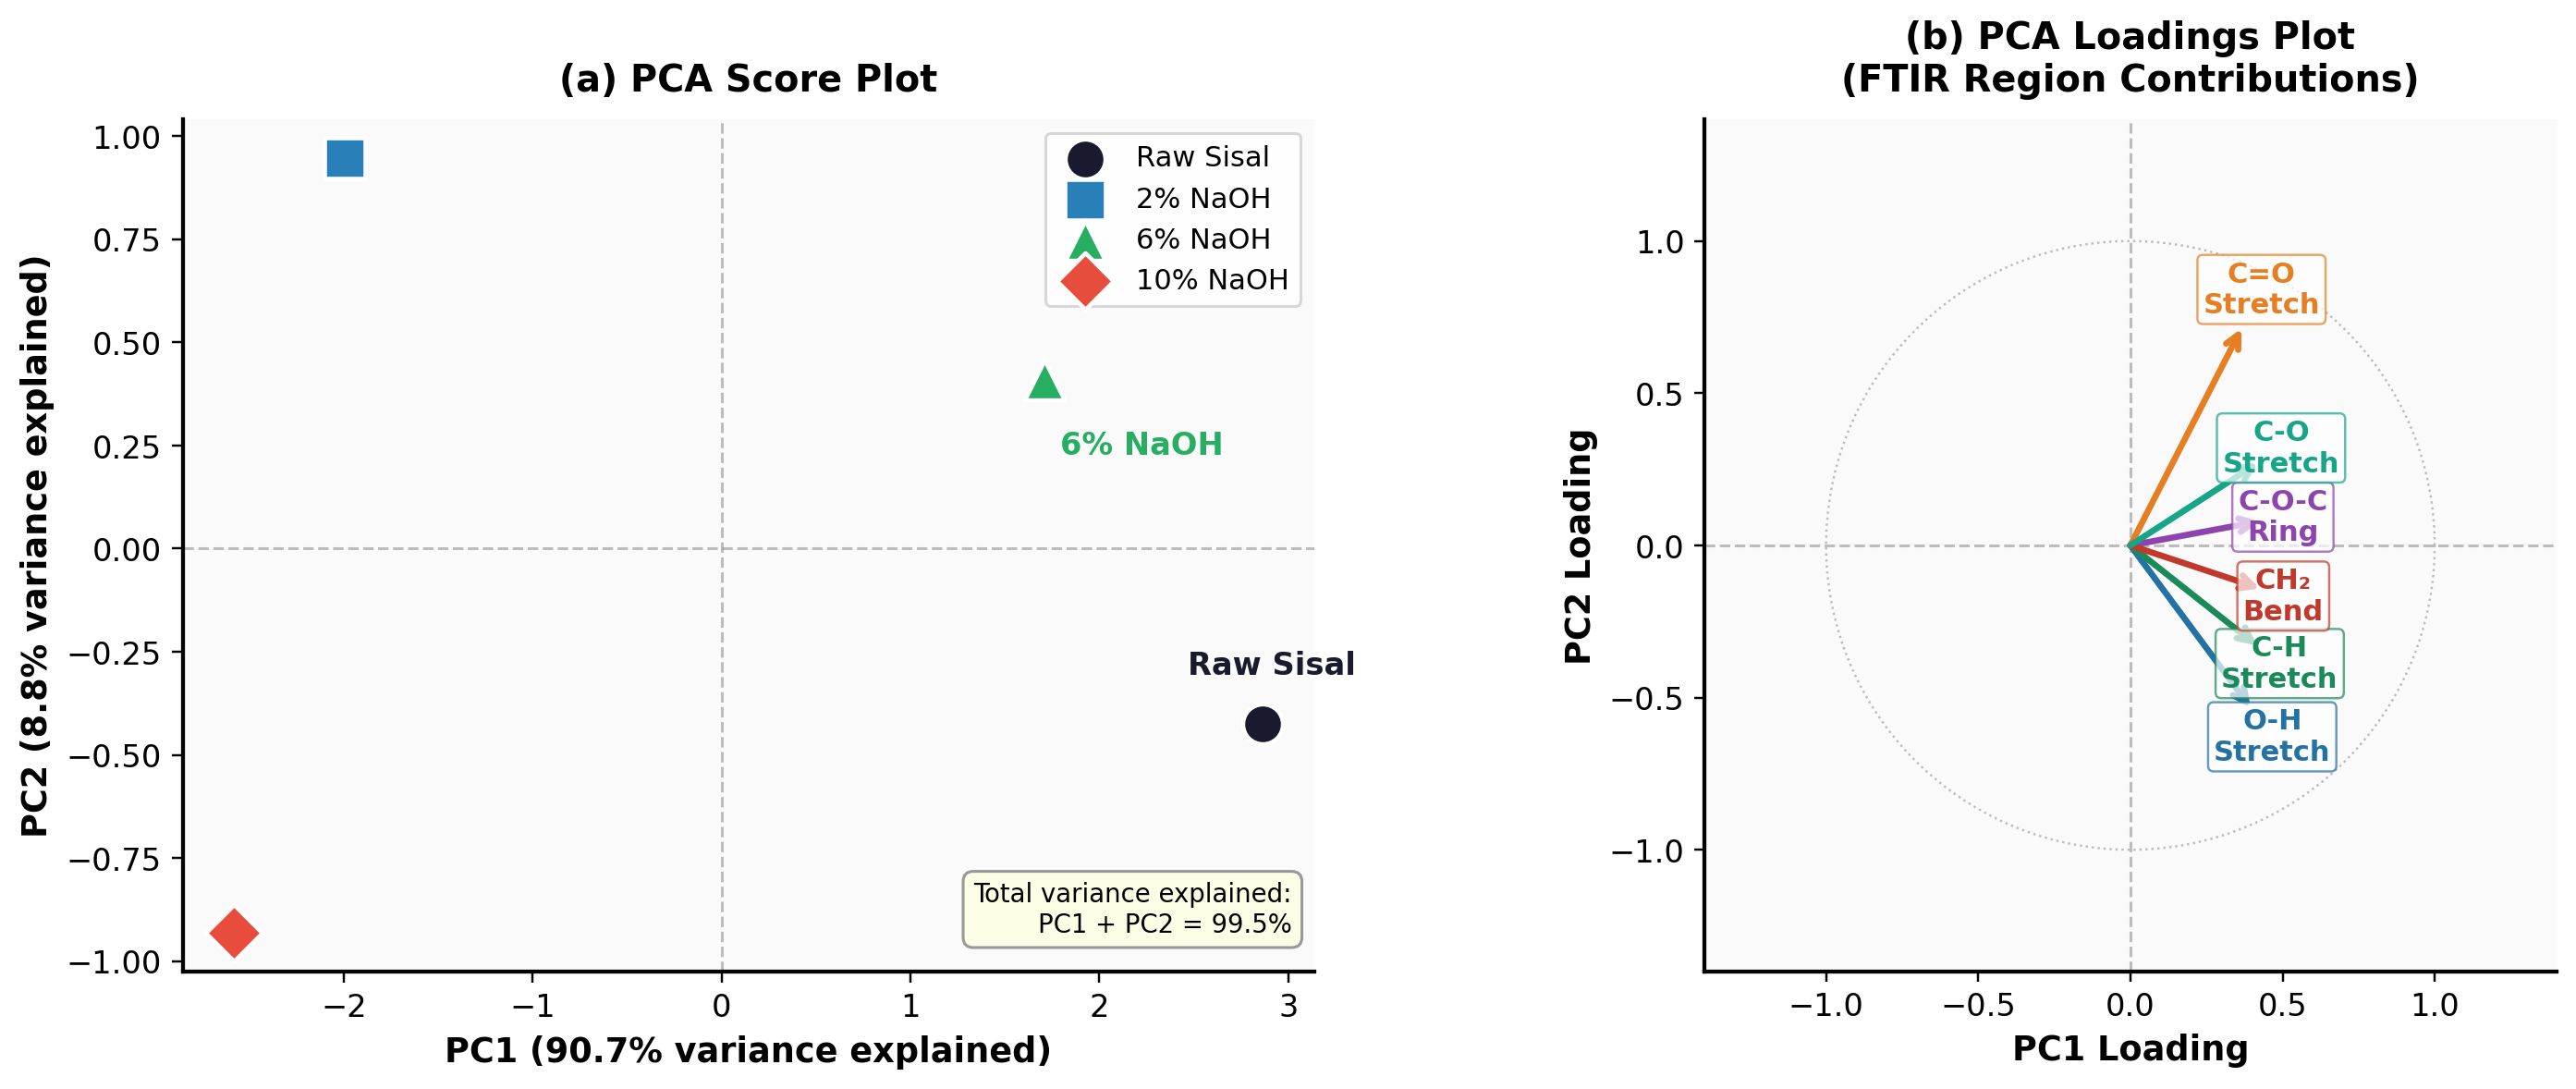 (a) PCA Score Plot
PC2 (8.8% variance explained)
1.00
0.75
0.50
0.25
0.00
−0.25
−0.50
−0.75
−1.00
Raw Sisal
2% NaOH
6% NaOH
10% NaOH
6% NaOH
Raw Sisal
Total variance explained:
PC1 + PC2 = 99.5%
−2
−1
0
1
2
3
PC1 (90.7% variance explained)
(b) PCA Loadings Plot
(FTIR Region Contributions)
PC2 Loading
1.0
0.5
0.0
−0.5
−1.0
C=O
Stretch
C-O
Stretch
C-O-C
Ring
CH₂
Bend
C-H
Stretch
O-H
Stretch
−1.0
−0.5
0.0
0.5
1.0
PC1 Loading